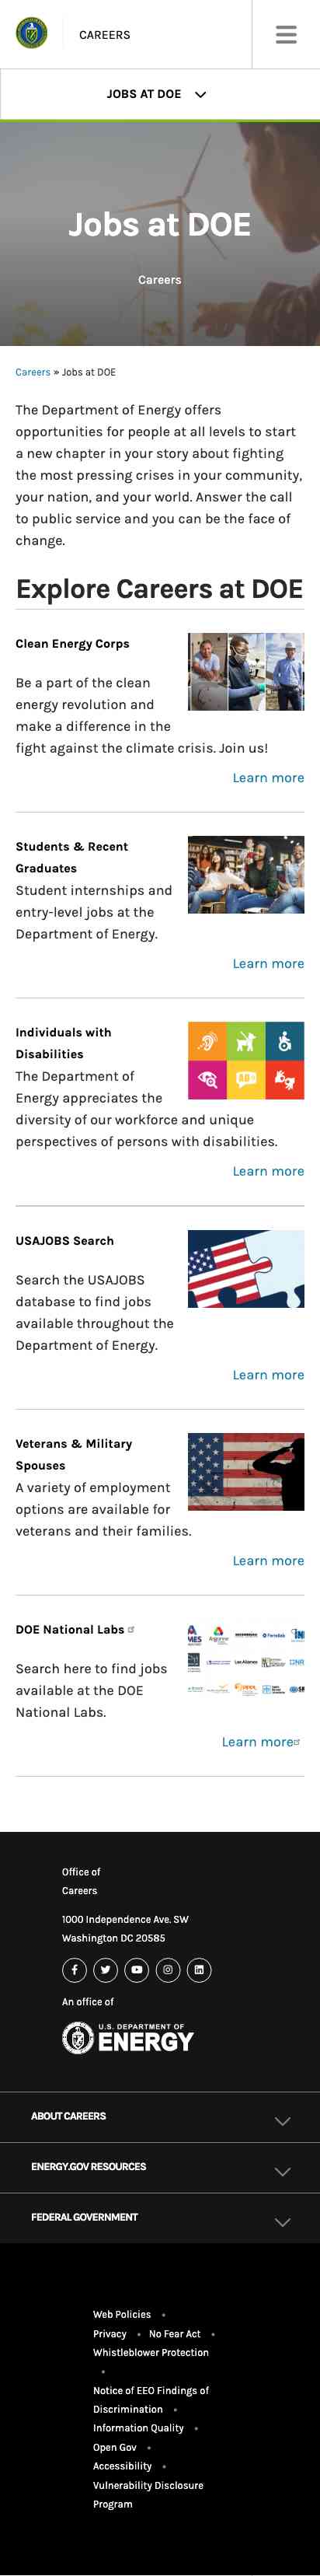 CAREERS
JOBS AT DOE
Jobs at DOE
Careers
Careers » Jobs at DOE
The Department of Energy offers
opportunities for people at all levels to start
a new chapter in your story about fighting
the most pressing crises in your community,
your nation, and your world. Answer the call
to public service and you can be the face of
change.
Explore Careers at DOE
Clean Energy Corps
Be a part of the clean
energy revolution and
make a difference in the
fight against the climate crisis. Join us!
Learn more
Students & Recent
Graduates
Student internships and
entry-level jobs at the
Department of Energy.
Learn more
Individuals with
Disabilities
The Department of
Energy appreciates the
diversity of our workforce and unique
perspectives of persons with disabilities.
Learn more
USAJOBS Search
Search the USAJOBS
database to find jobs
available throughout the
Department of Energy.
Learn more
Veterans & Military
Spouses
A variety of employment
options are available for
veterans and their families.
Learn more
DOE National Labs
Search here to find jobs
available at the DOE
National Labs.
Learn more
Office of
Careers
1000 Independence Ave. SW
Washington DC 20585
An office of
U.S. DEPARTMENT OF
ENERGY
ABOUT CAREERS
ENERGY.GOV RESOURCES
FEDERAL GOVERNMENT
Web Policies •
Privacy • No Fear Act •
Whistleblower Protection
•
Notice of EEO Findings of
Discrimination •
Information Quality •
Open Gov •
Accessibility •
Vulnerability Disclosure
Program